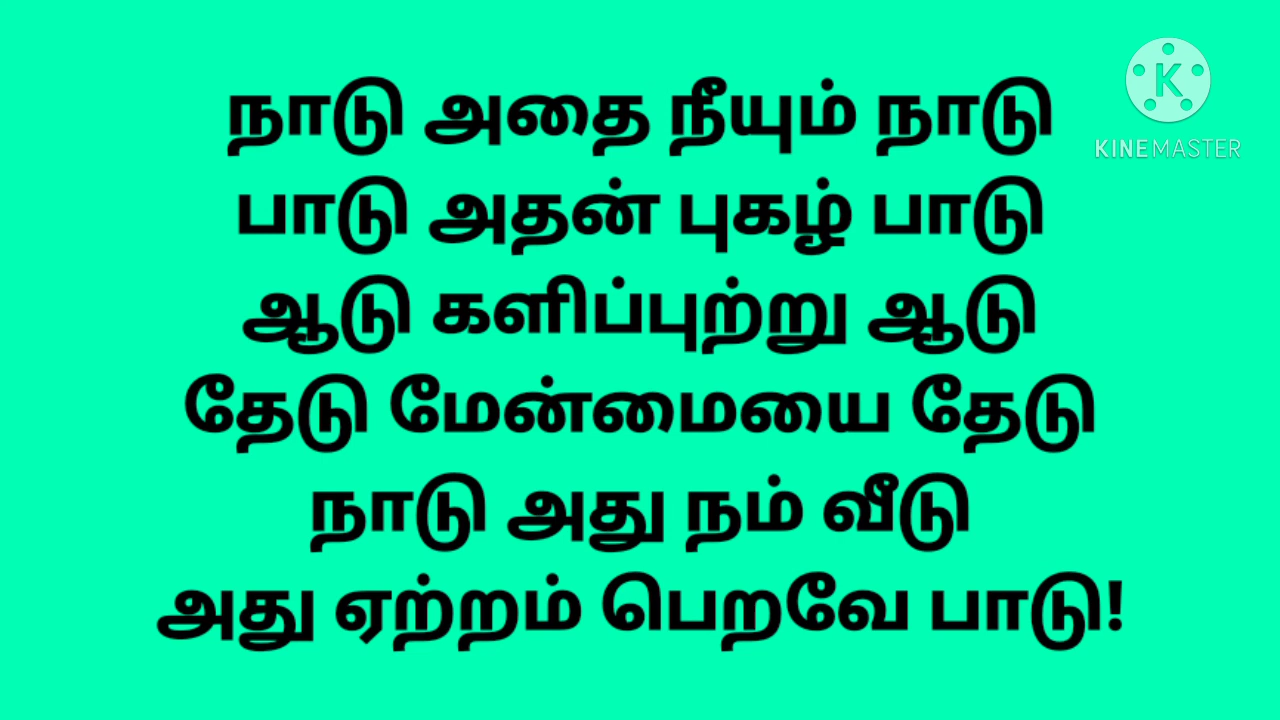 நாடு அதை நீயும் நாடு
பாடு அதன் புகழ் பாடு
ஆடு களிப்புற்று ஆடு
தேடு மேன்மையை தேடு
நாடு அது நம் வீடு
அது ஏற்றம் பெறவே பாடு!
K
KINEMASTER